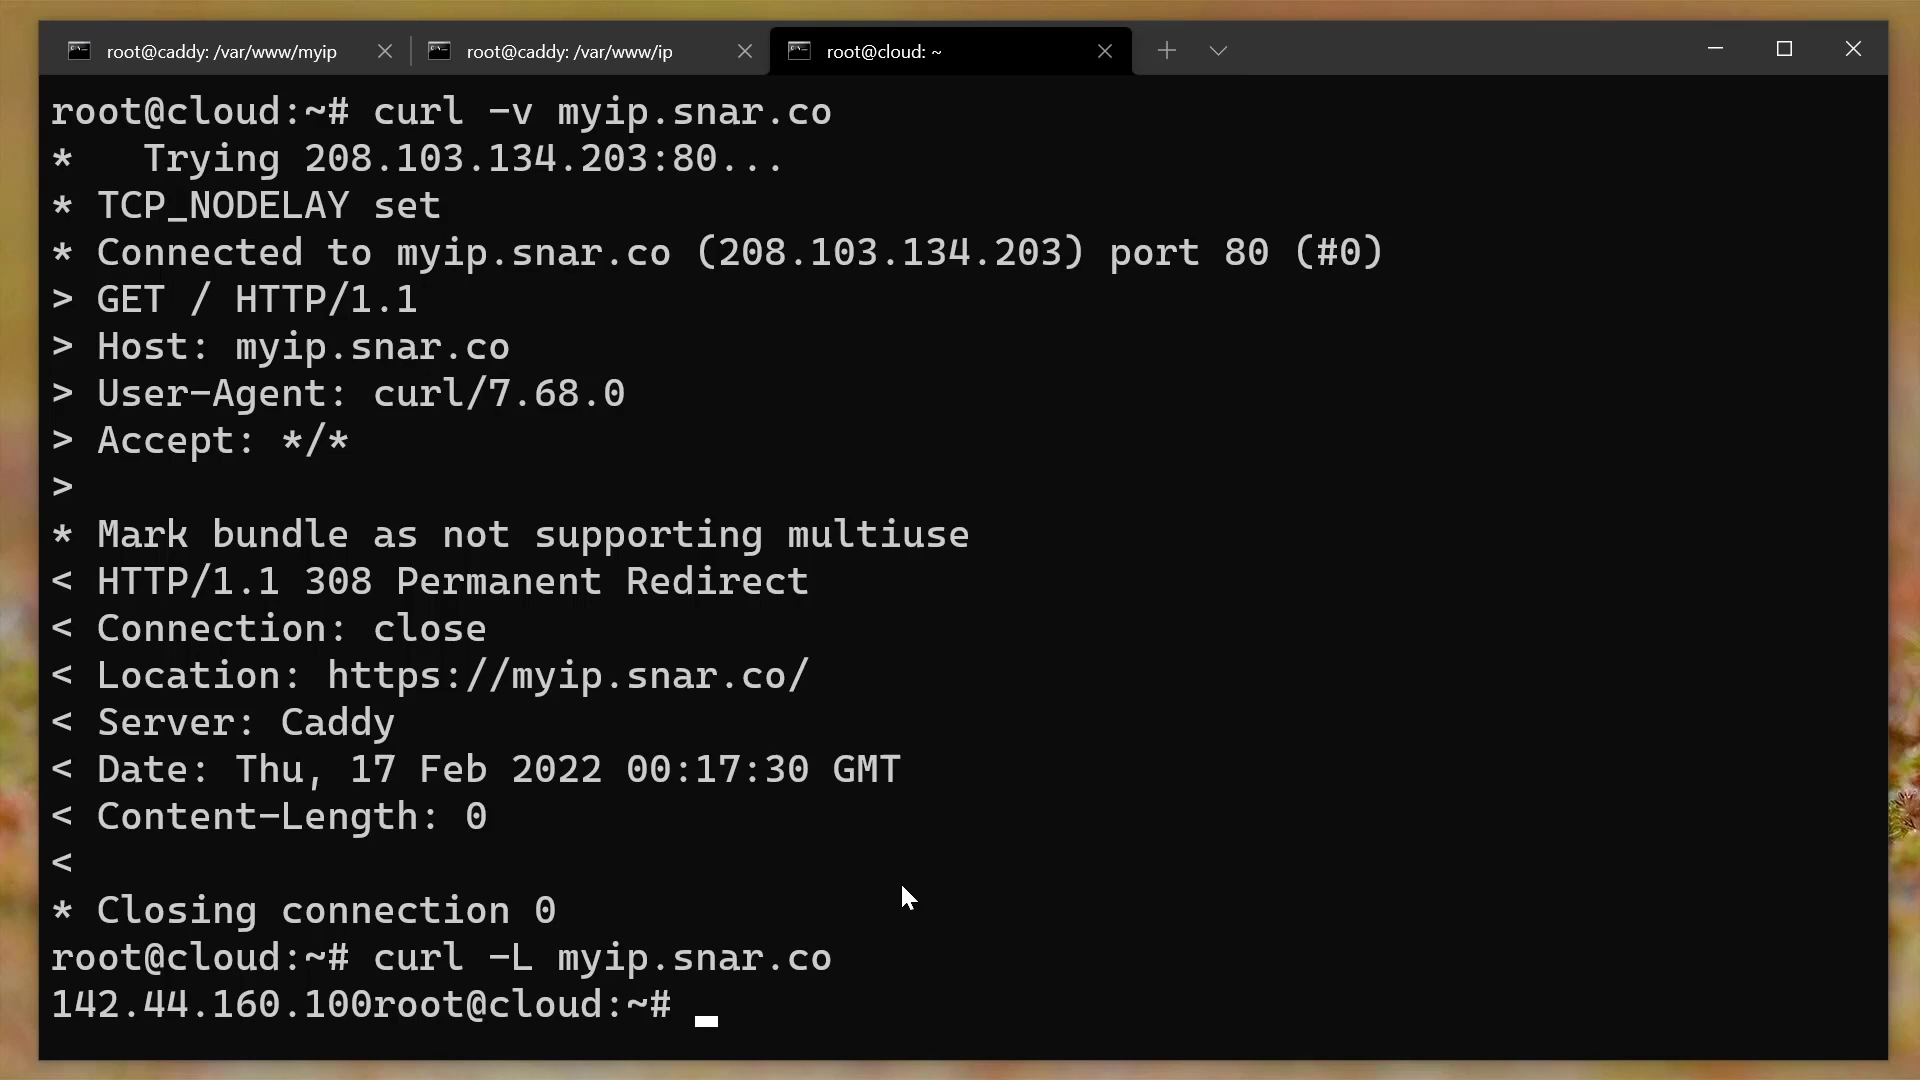 root@caddy: /var/www/myip
root@caddy: /var/www/ip
root@cloud: ~
root@cloud:~# curl -v myip.snar.co
*   Trying 208.103.134.203:80...
* TCP_NODELAY set
* Connected to myip.snar.co (208.103.134.203) port 80 (#0)
> GET / HTTP/1.1
> Host: myip.snar.co
> User-Agent: curl/7.68.0
> Accept: */*
>
* Mark bundle as not supporting multiuse
< HTTP/1.1 308 Permanent Redirect
< Connection: close
< Location: https://myip.snar.co/
< Server: Caddy
< Date: Thu, 17 Feb 2022 00:17:30 GMT
< Content-Length: 0
<
* Closing connection 0
root@cloud:~# curl -L myip.snar.co
142.44.160.100root@cloud:~#